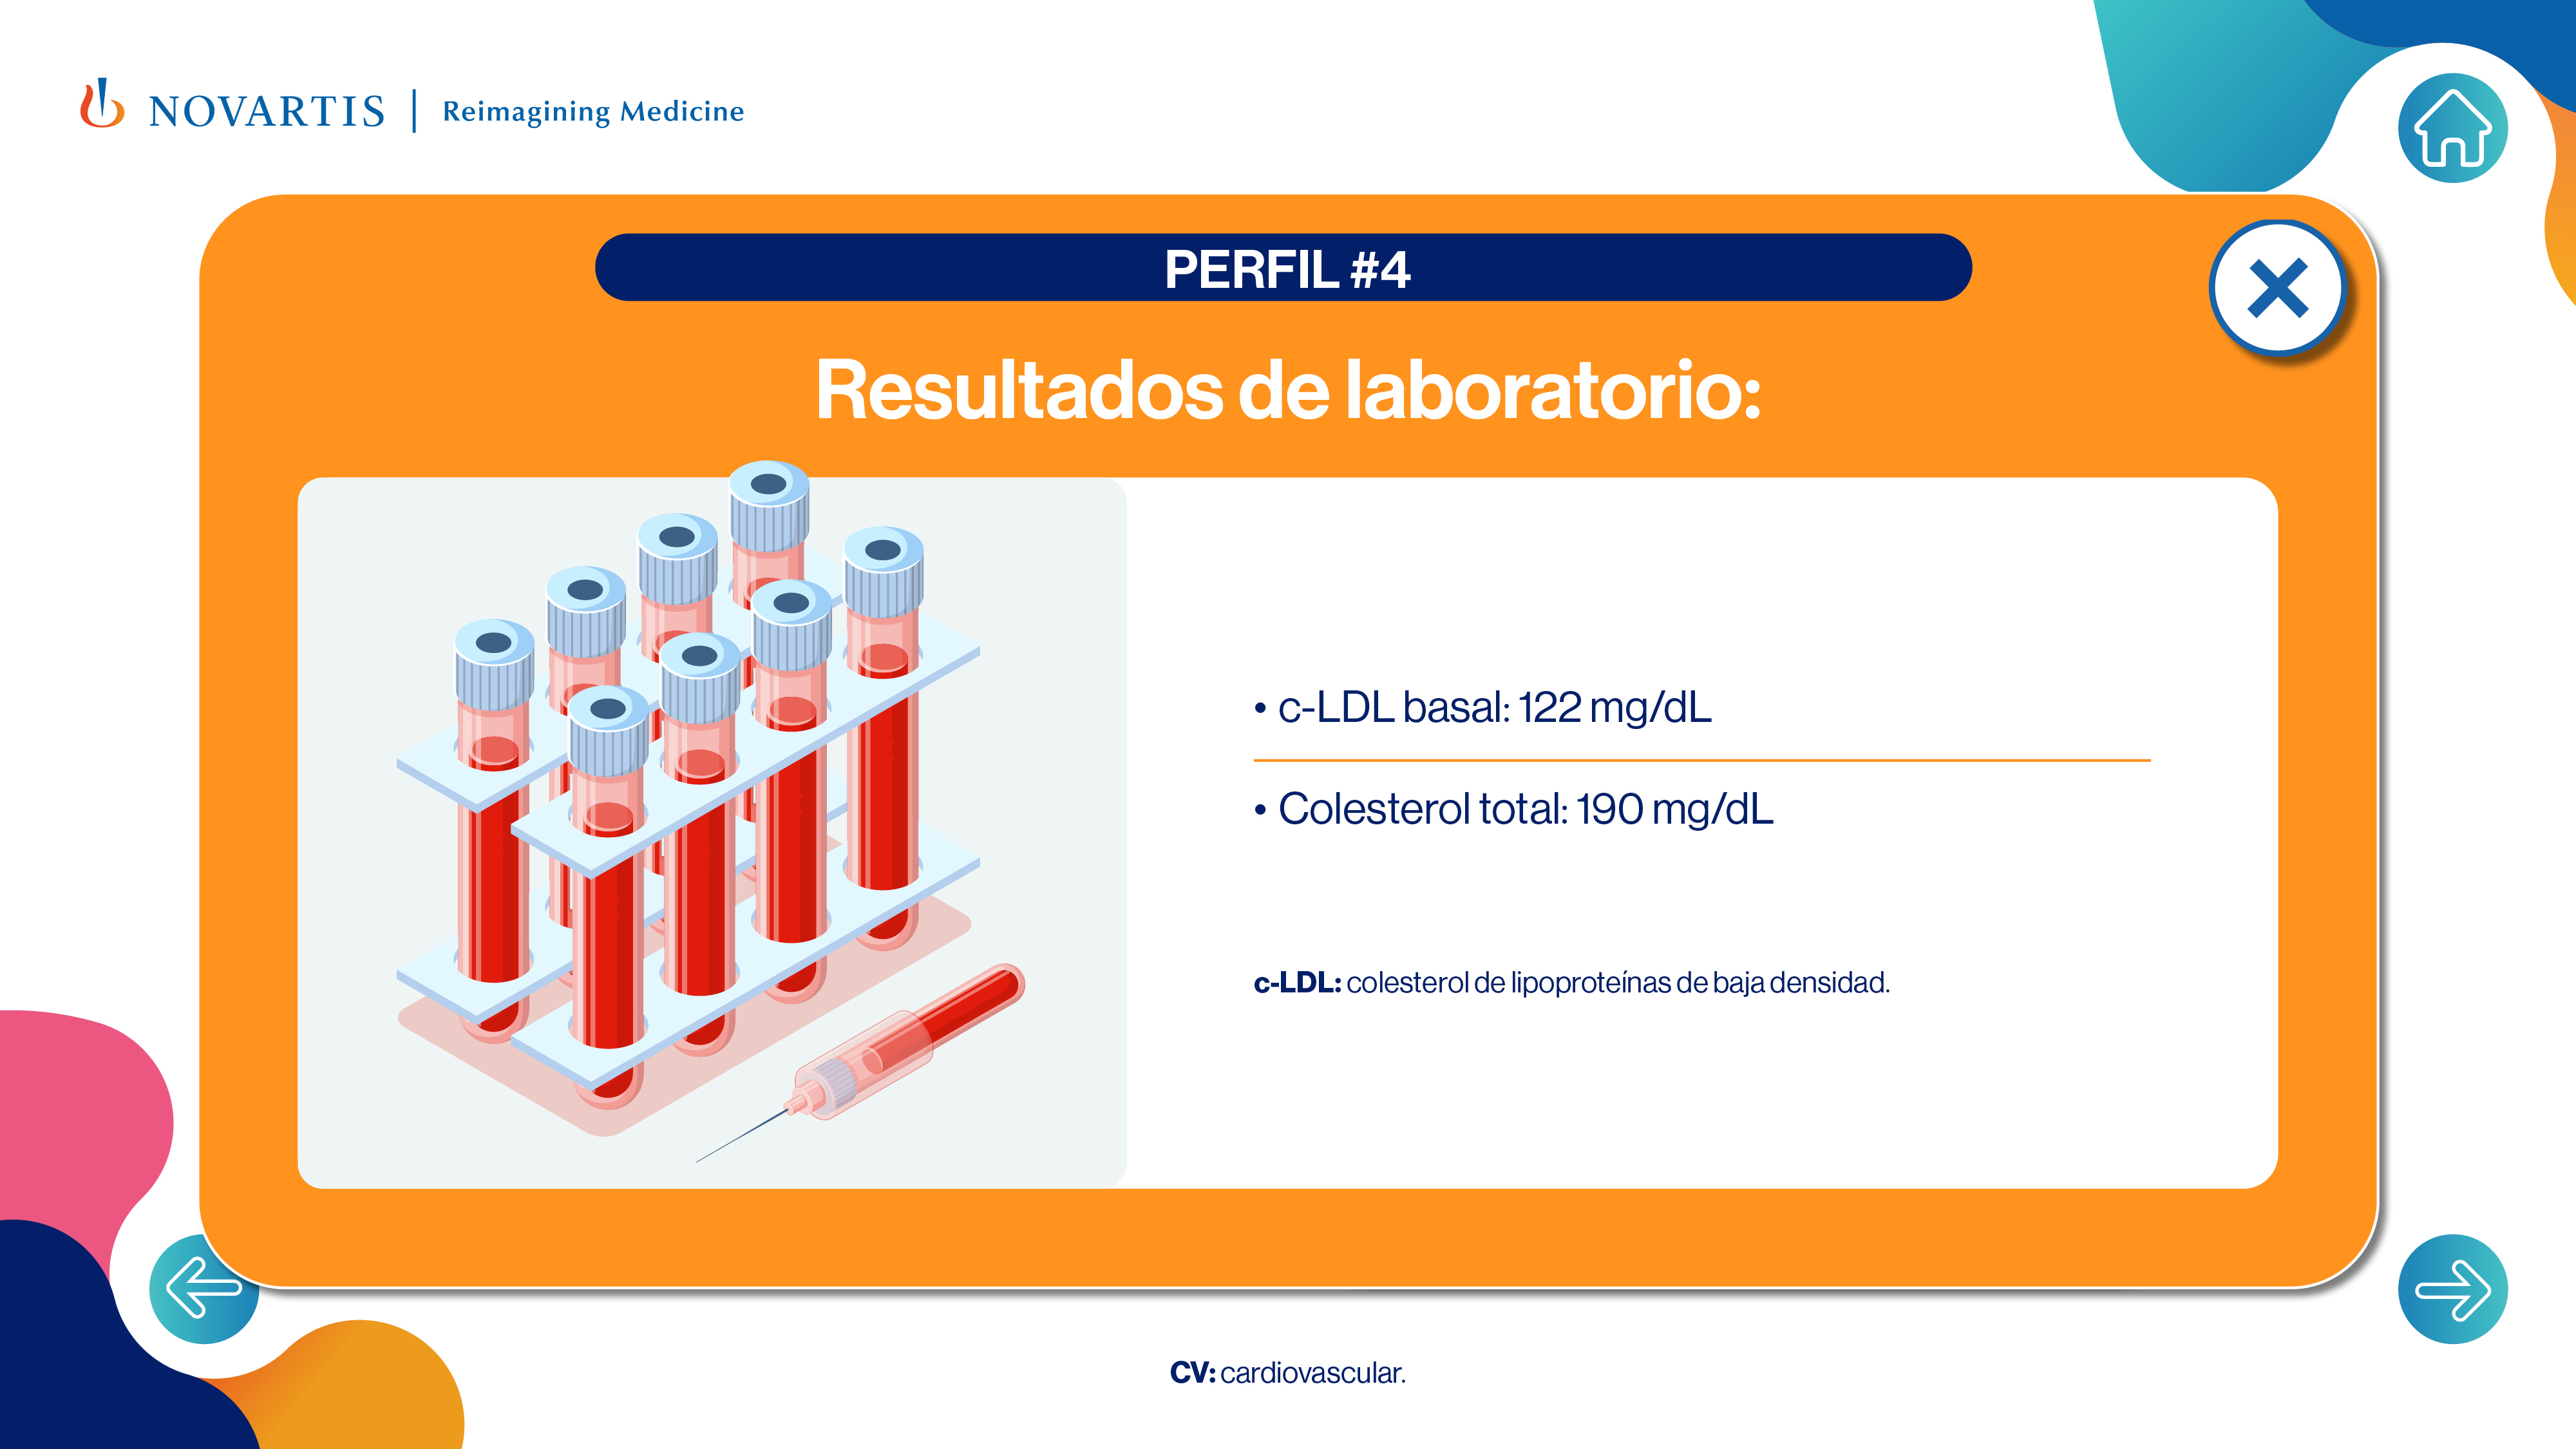 NOVARTIS | Reimagining Medicine
PERFIL #4
Resultados de laboratorio:
• c-LDL basal: 122 mg/dL
• Colesterol total: 190 mg/dL
c-LDL: colesterol de lipoproteínas de baja densidad.
CV: cardiovascular.